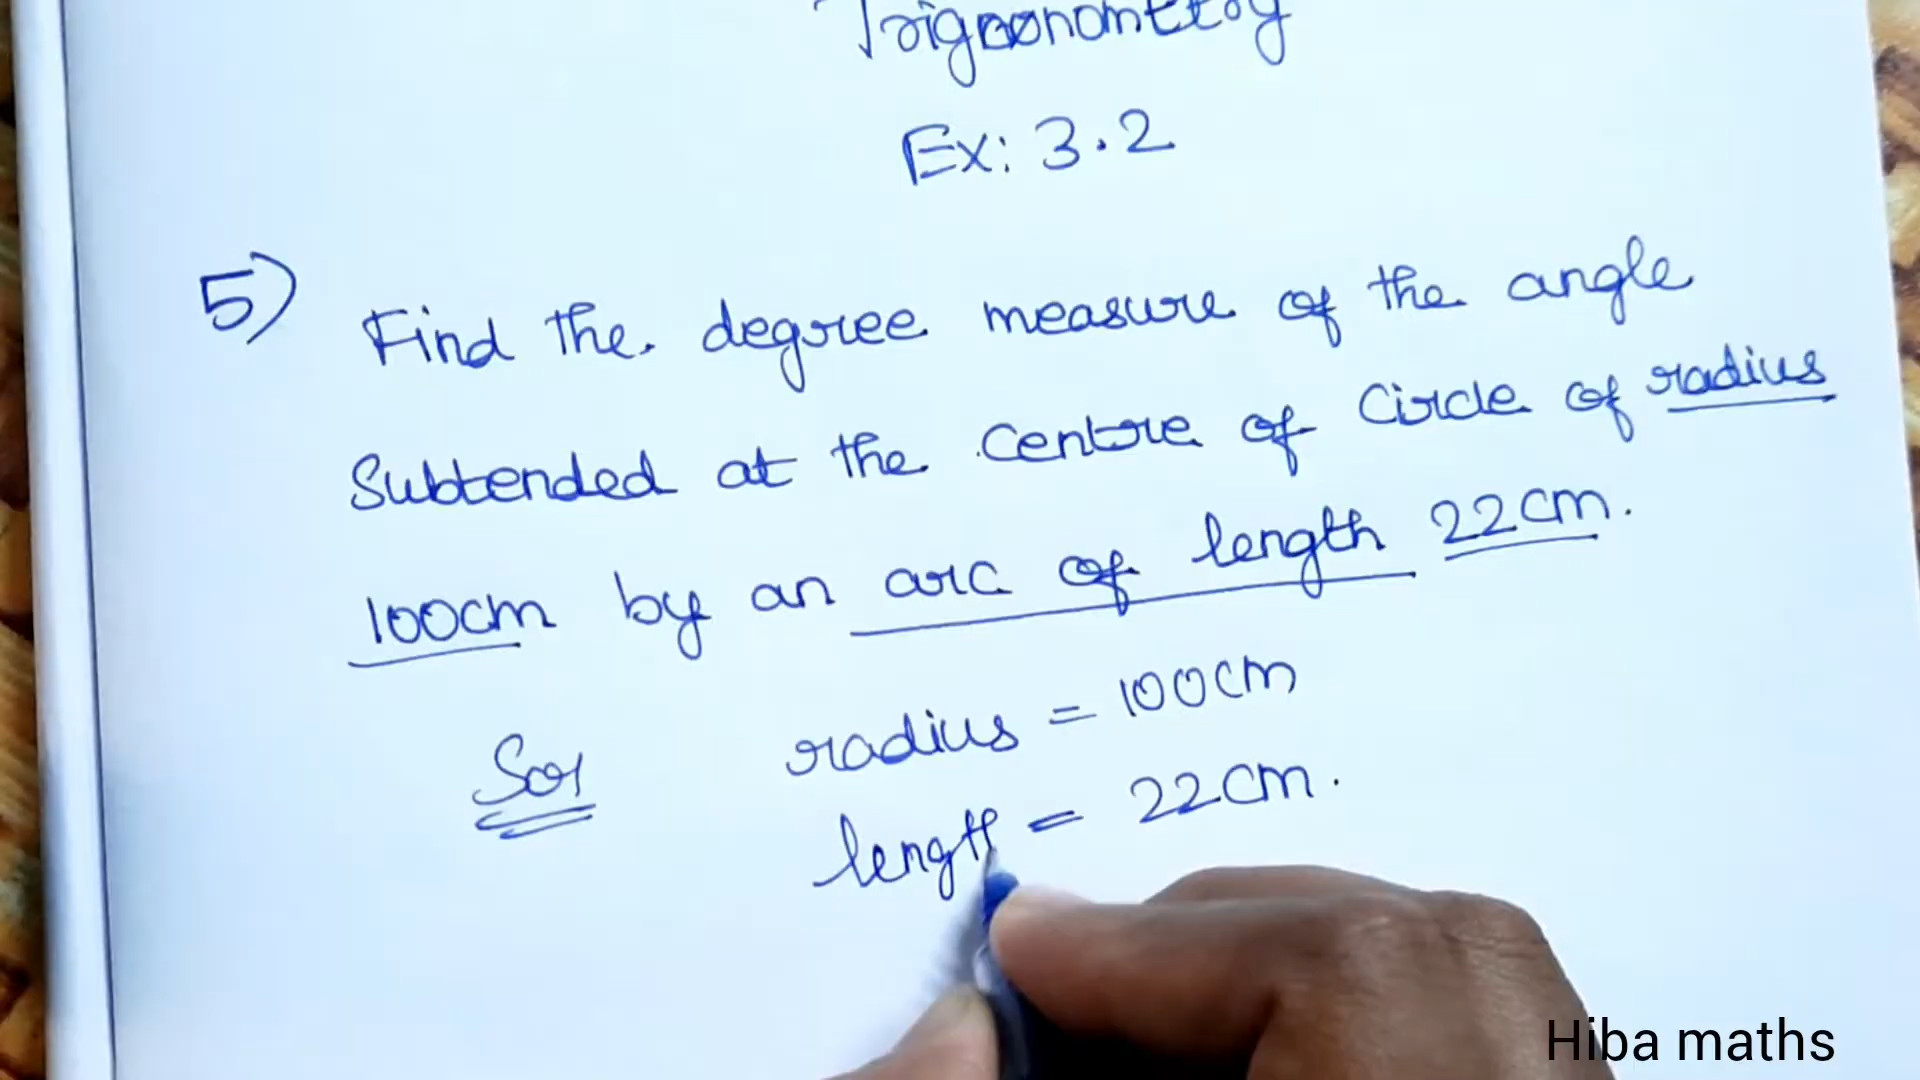 Trigonometry
Ex: 3.2
5) Find the degree measure of the angle
Subtended at the Centre of Circle of radius
100cm by an arc of length 22cm.
Sol radius = 100cm
length = 22cm.
Hiba maths